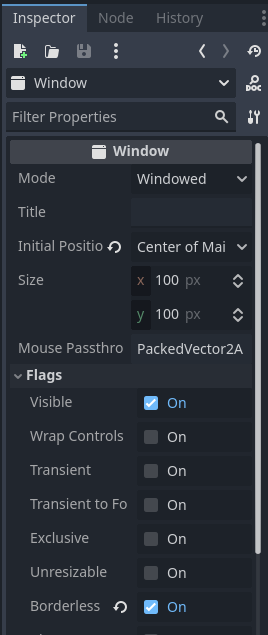 Inspector Node History
Window
DOC
Filter Properties
Window
Mode Windowed
Title
Initial Positio Center of Mai
Size x 100 px
y 100 px
Mouse Passthro PackedVector2A
Flags
Visible On
Wrap Controls On
Transient On
Transient to Fo On
Exclusive On
Unresizable On
Borderless On